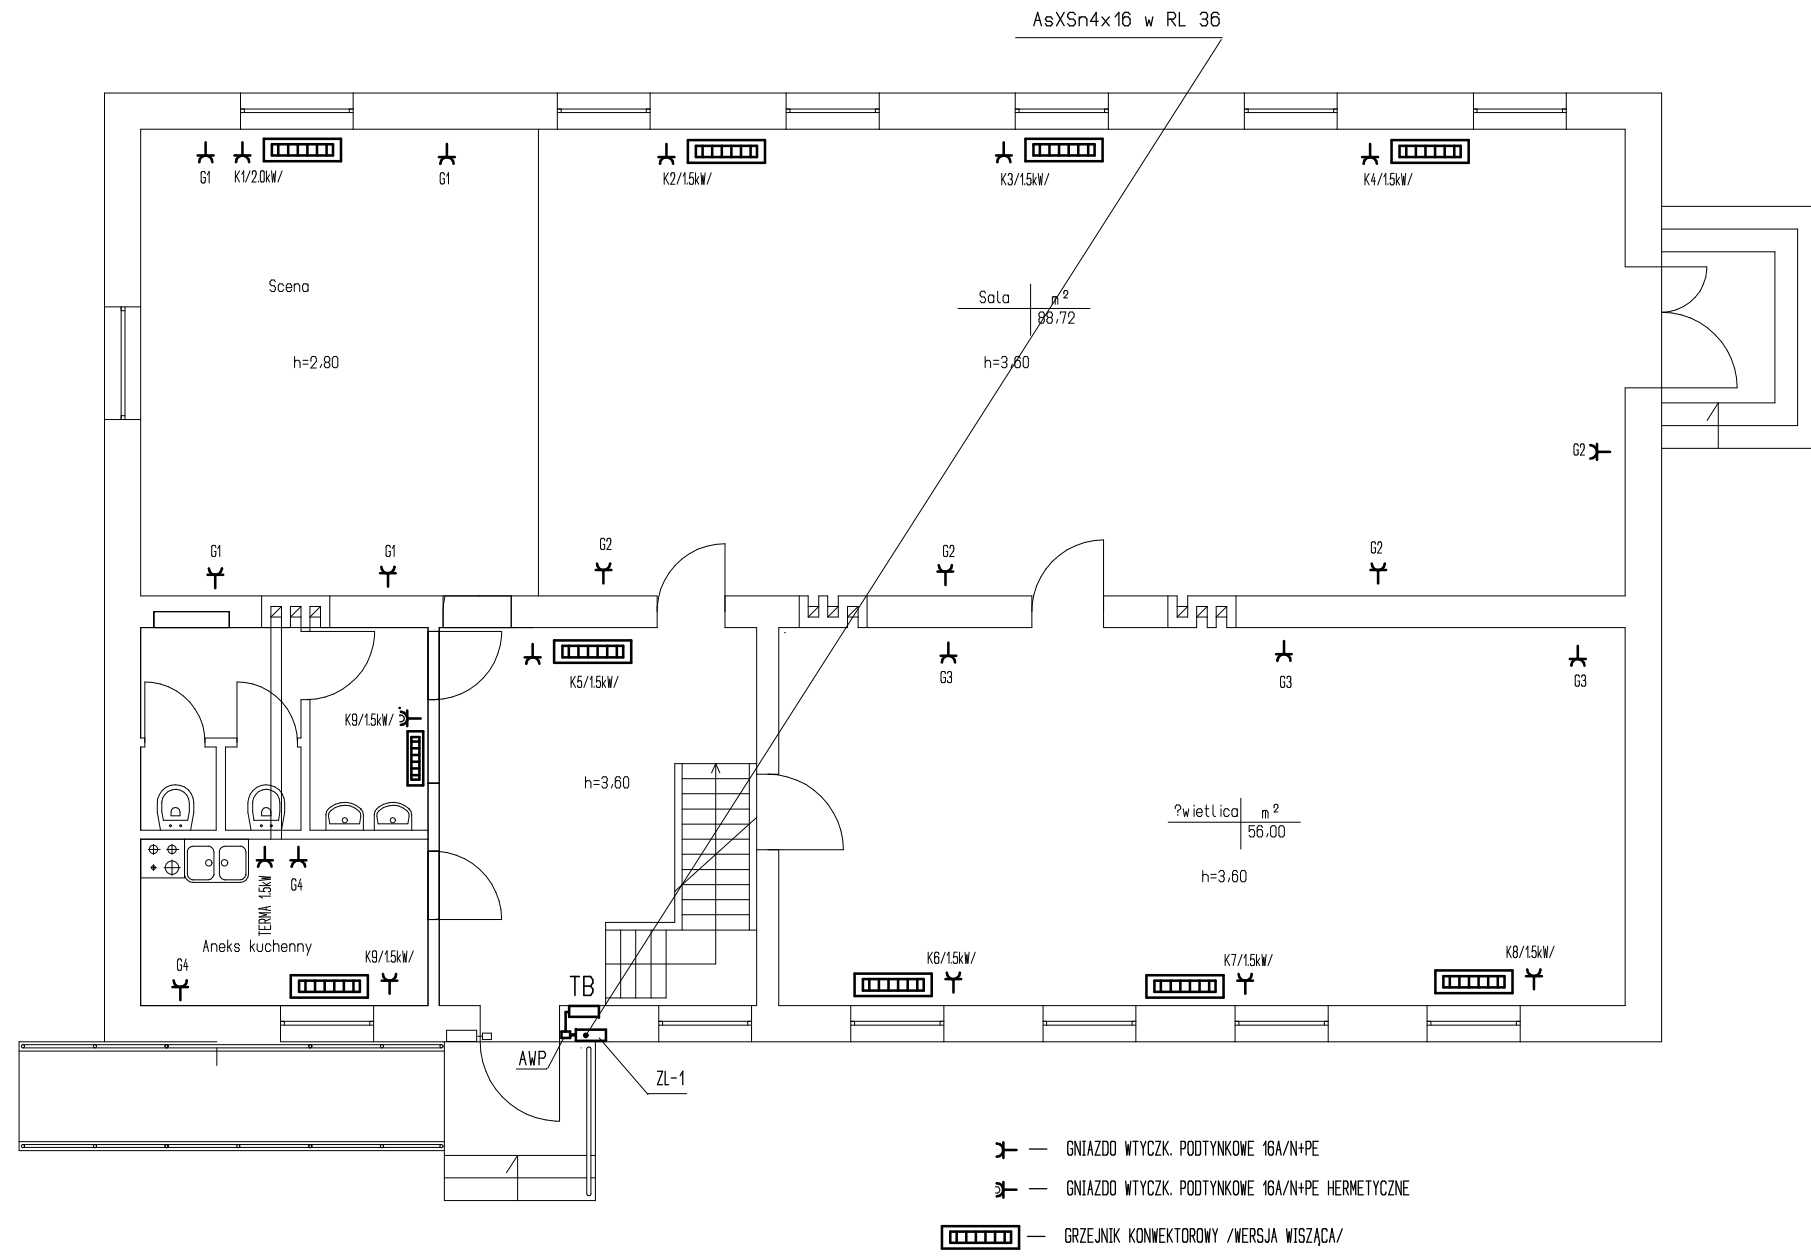 AsXSn4x16 w RL 36
G1
K1/2.0kW/
G1
K2/1.5kW/
K3/1.5kW/
K4/1.5kW/
Scena
Sala m²
88,72
h=2,80
h=3,60
G2
G1
G1
G2
G2
G2
K5/1.5kW/
G3
G3
G3
K9/1.5kW/
h=3,60
?wietlica m²
56,00
h=3,60
TERMA 1.5kW
G4
Aneks kuchenny
G4
K9/1.5kW/
K6/1.5kW/
K7/1.5kW/
K8/1.5kW/
TB
AWP
ZL-1
— GNIAZDO WTYCZK. PODTYNKOWE 16A/N+PE
— GNIAZDO WTYCZK. PODTYNKOWE 16A/N+PE HERMETYCZNE
— GRZEJNIK KONWEKTOROWY /WERSJA WISZĄCA/